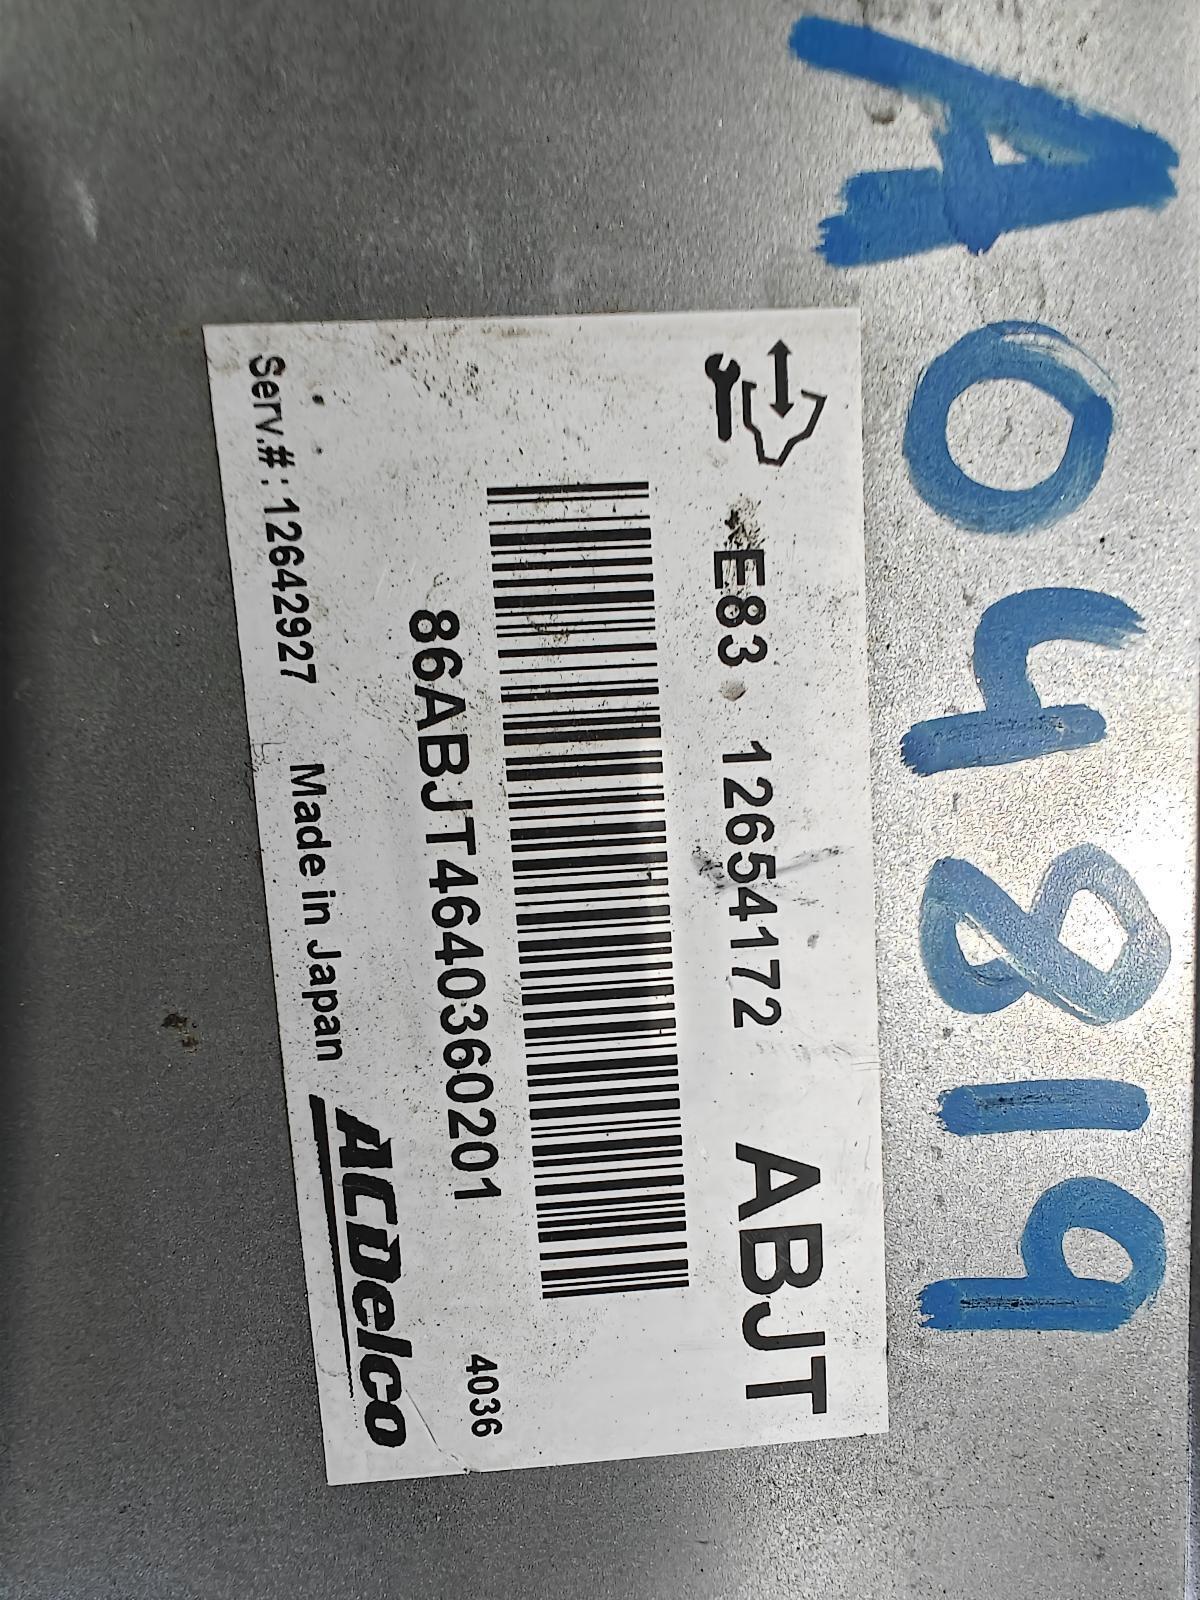 A04819
E83 12654172 ABJT
86ABJT4640360201
4036
Serv.#: 12642927 Made in Japan ACDelco